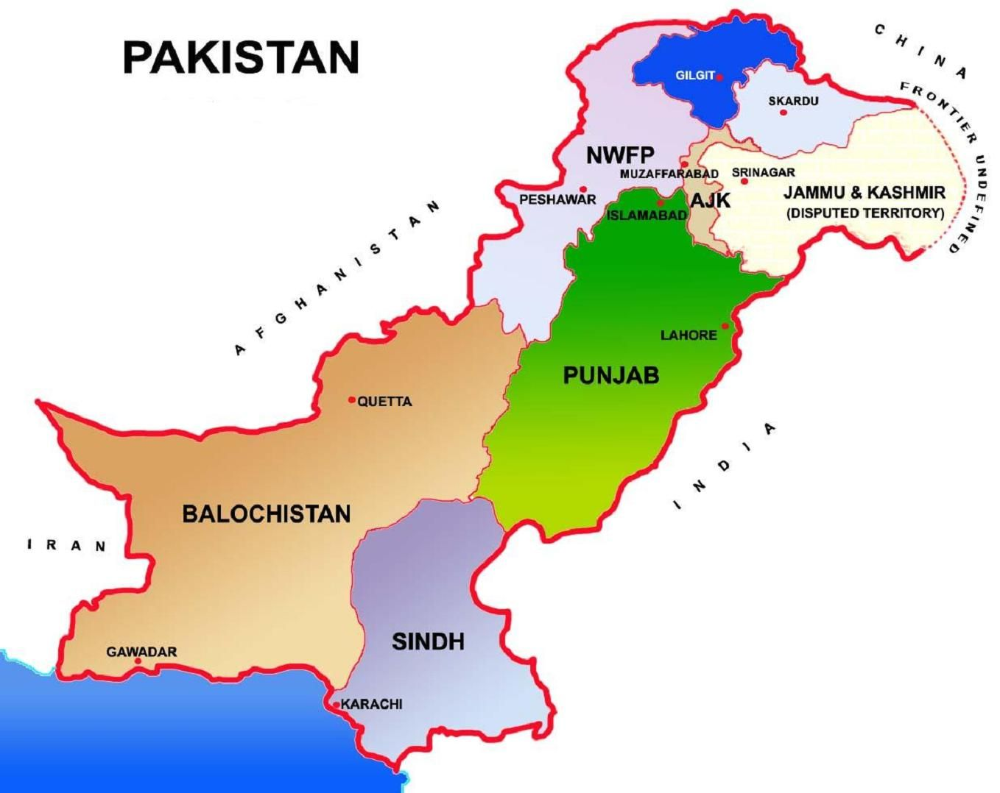 PAKISTAN
CHINA
FRONTIER UNDEFINED
GILGIT
SKARDU
NWFP
MUZAFFARABAD
SRINAGAR
PESHAWAR
AJK
JAMMU & KASHMIR
(DISPUTED TERRITORY)
ISLAMABAD
AFGHANISTAN
LAHORE
PUNJAB
QUETTA
INDIA
BALOCHISTAN
IRAN
SINDH
GAWADAR
KARACHI